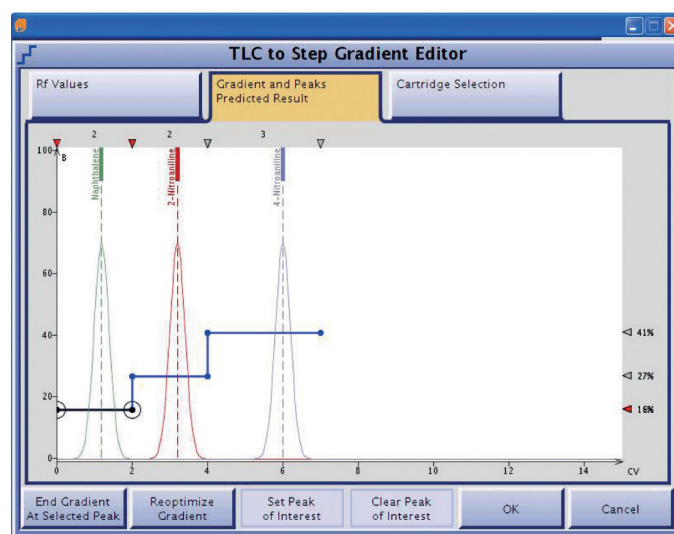 TLC to Step Gradient Editor
Rf Values
Gradient and Peaks
Predicted Result
Cartridge Selection
2 2 3
100
B
80
60
40
20
0
Naphthalene
2-Nitroaniline
4-Nitroaniline
41%
27%
16%
0 2 4 6 8 10 12 14 CV
End Gradient
At Selected Peak
Reoptimize
Gradient
Set Peak
of Interest
Clear Peak
of Interest
OK
Cancel